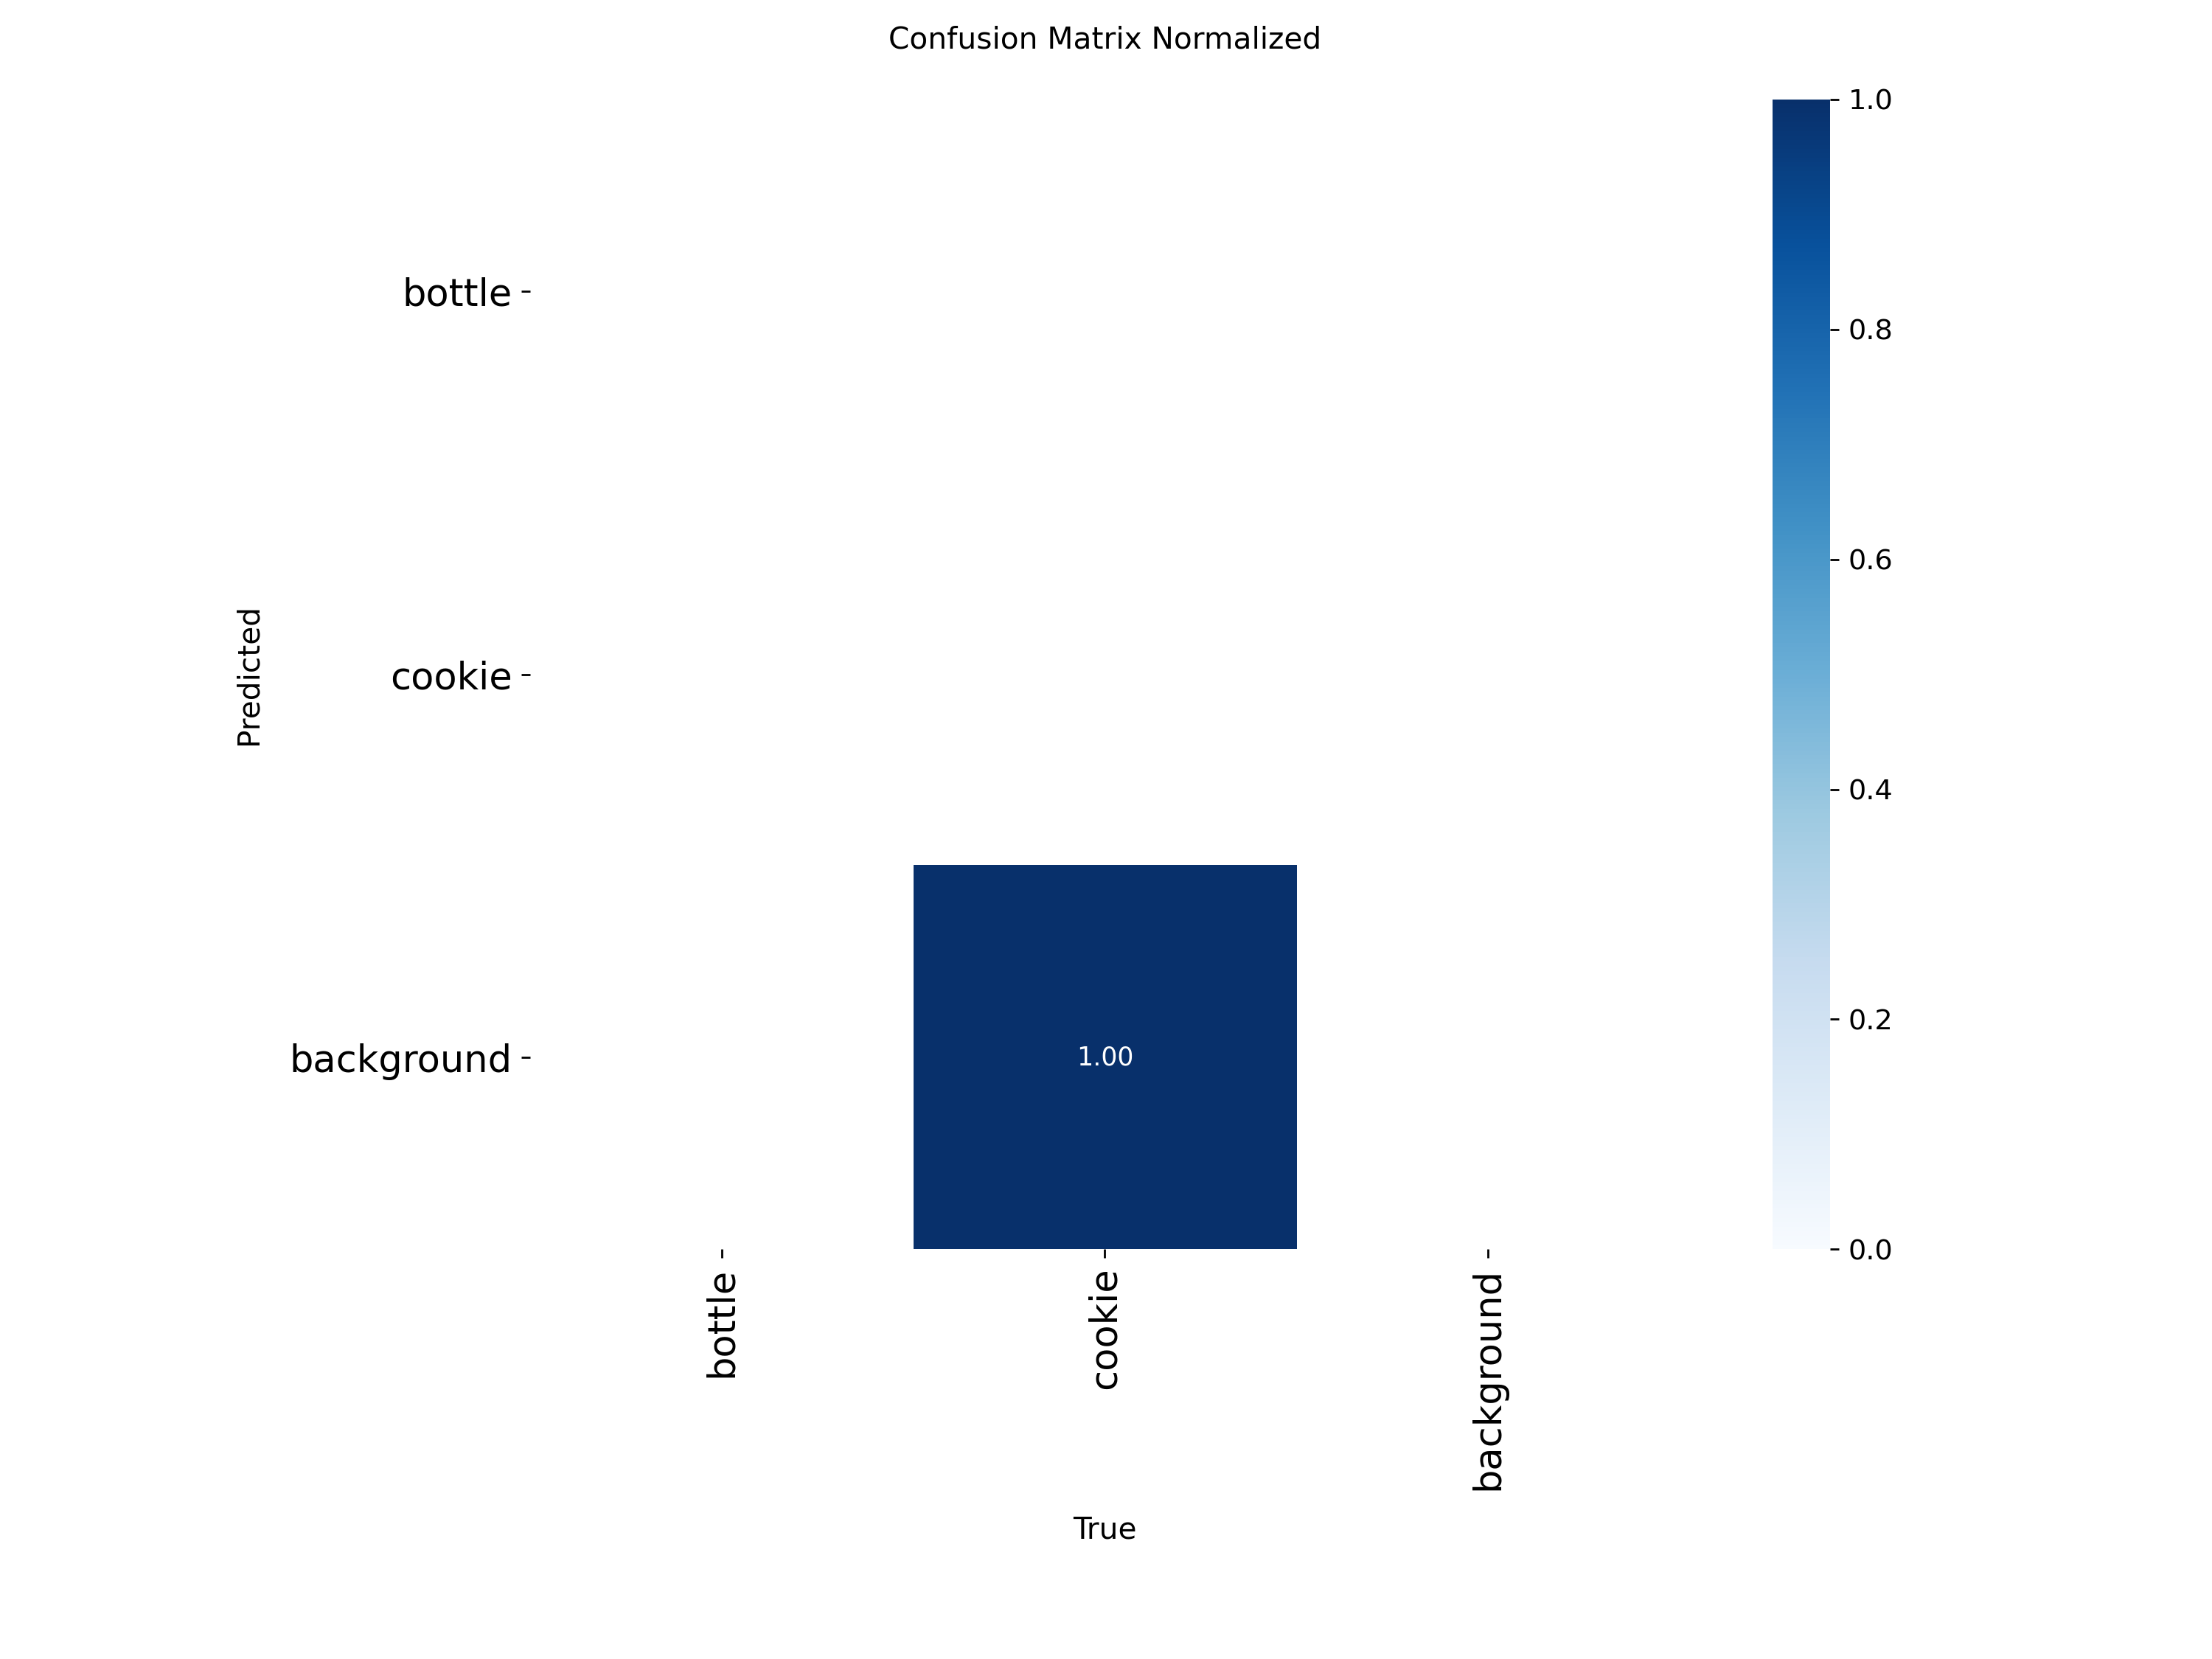 Confusion Matrix Normalized
1.0
0.8
0.6
0.4
0.2
0.0
Predicted
bottle
cookie
background
1.00
bottle
cookie
background
True